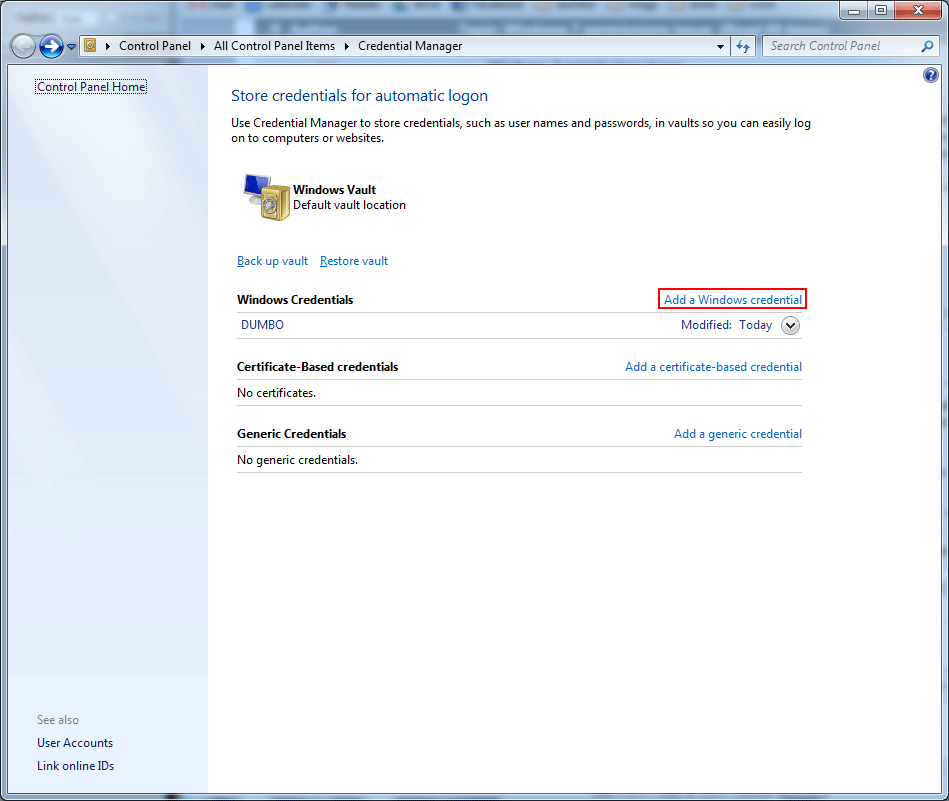 Control Panel All Control Panel Items Credential Manager
Search Control Panel
Control Panel Home
Store credentials for automatic logon
Use Credential Manager to store credentials, such as user names and passwords, in vaults so you can easily log
on to computers or websites.
Windows Vault
Default vault location
Back up vault Restore vault
Windows Credentials Add a Windows credential
DUMBO Modified: Today
Certificate-Based credentials Add a certificate-based credential
No certificates.
Generic Credentials Add a generic credential
No generic credentials.
See also
User Accounts
Link online IDs